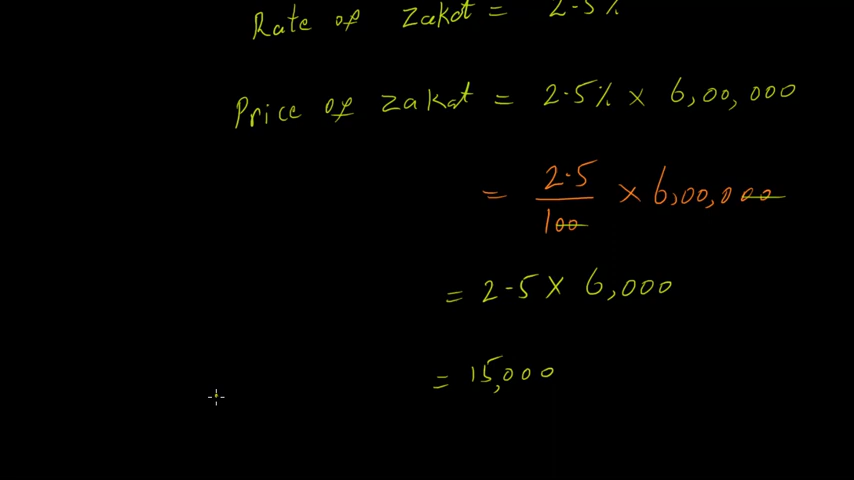 Rate of Zakat = 2.5%
Price of zakat = 2.5% × 6,00,000
= 2.5/100 × 6,00,000
= 2.5 × 6,000
= 15,000